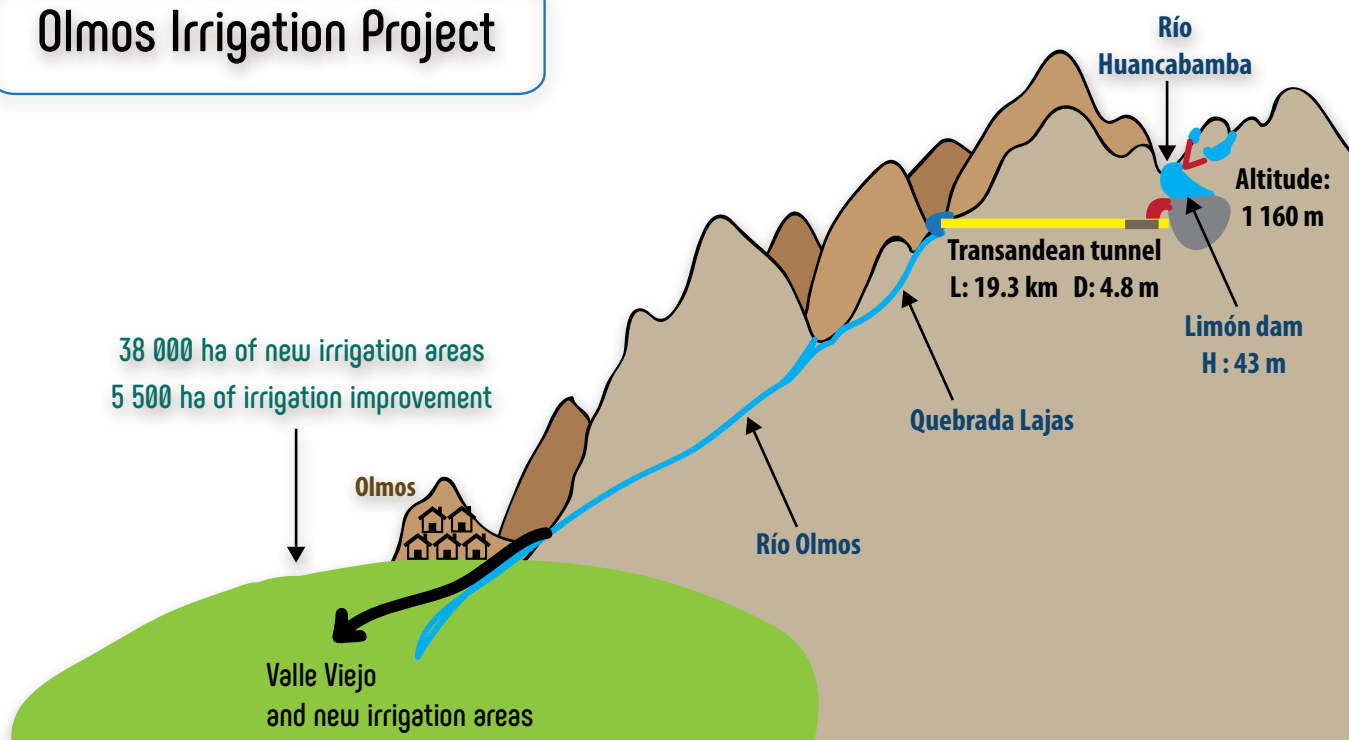 Olmos Irrigation Project
Río
Huancabamba
Altitude:
1 160 m
Transandean tunnel
L: 19.3 km D: 4.8 m
Limón dam
H : 43 m
38 000 ha of new irrigation areas
5 500 ha of irrigation improvement
Quebrada Lajas
Olmos
Río Olmos
Valle Viejo
and new irrigation areas